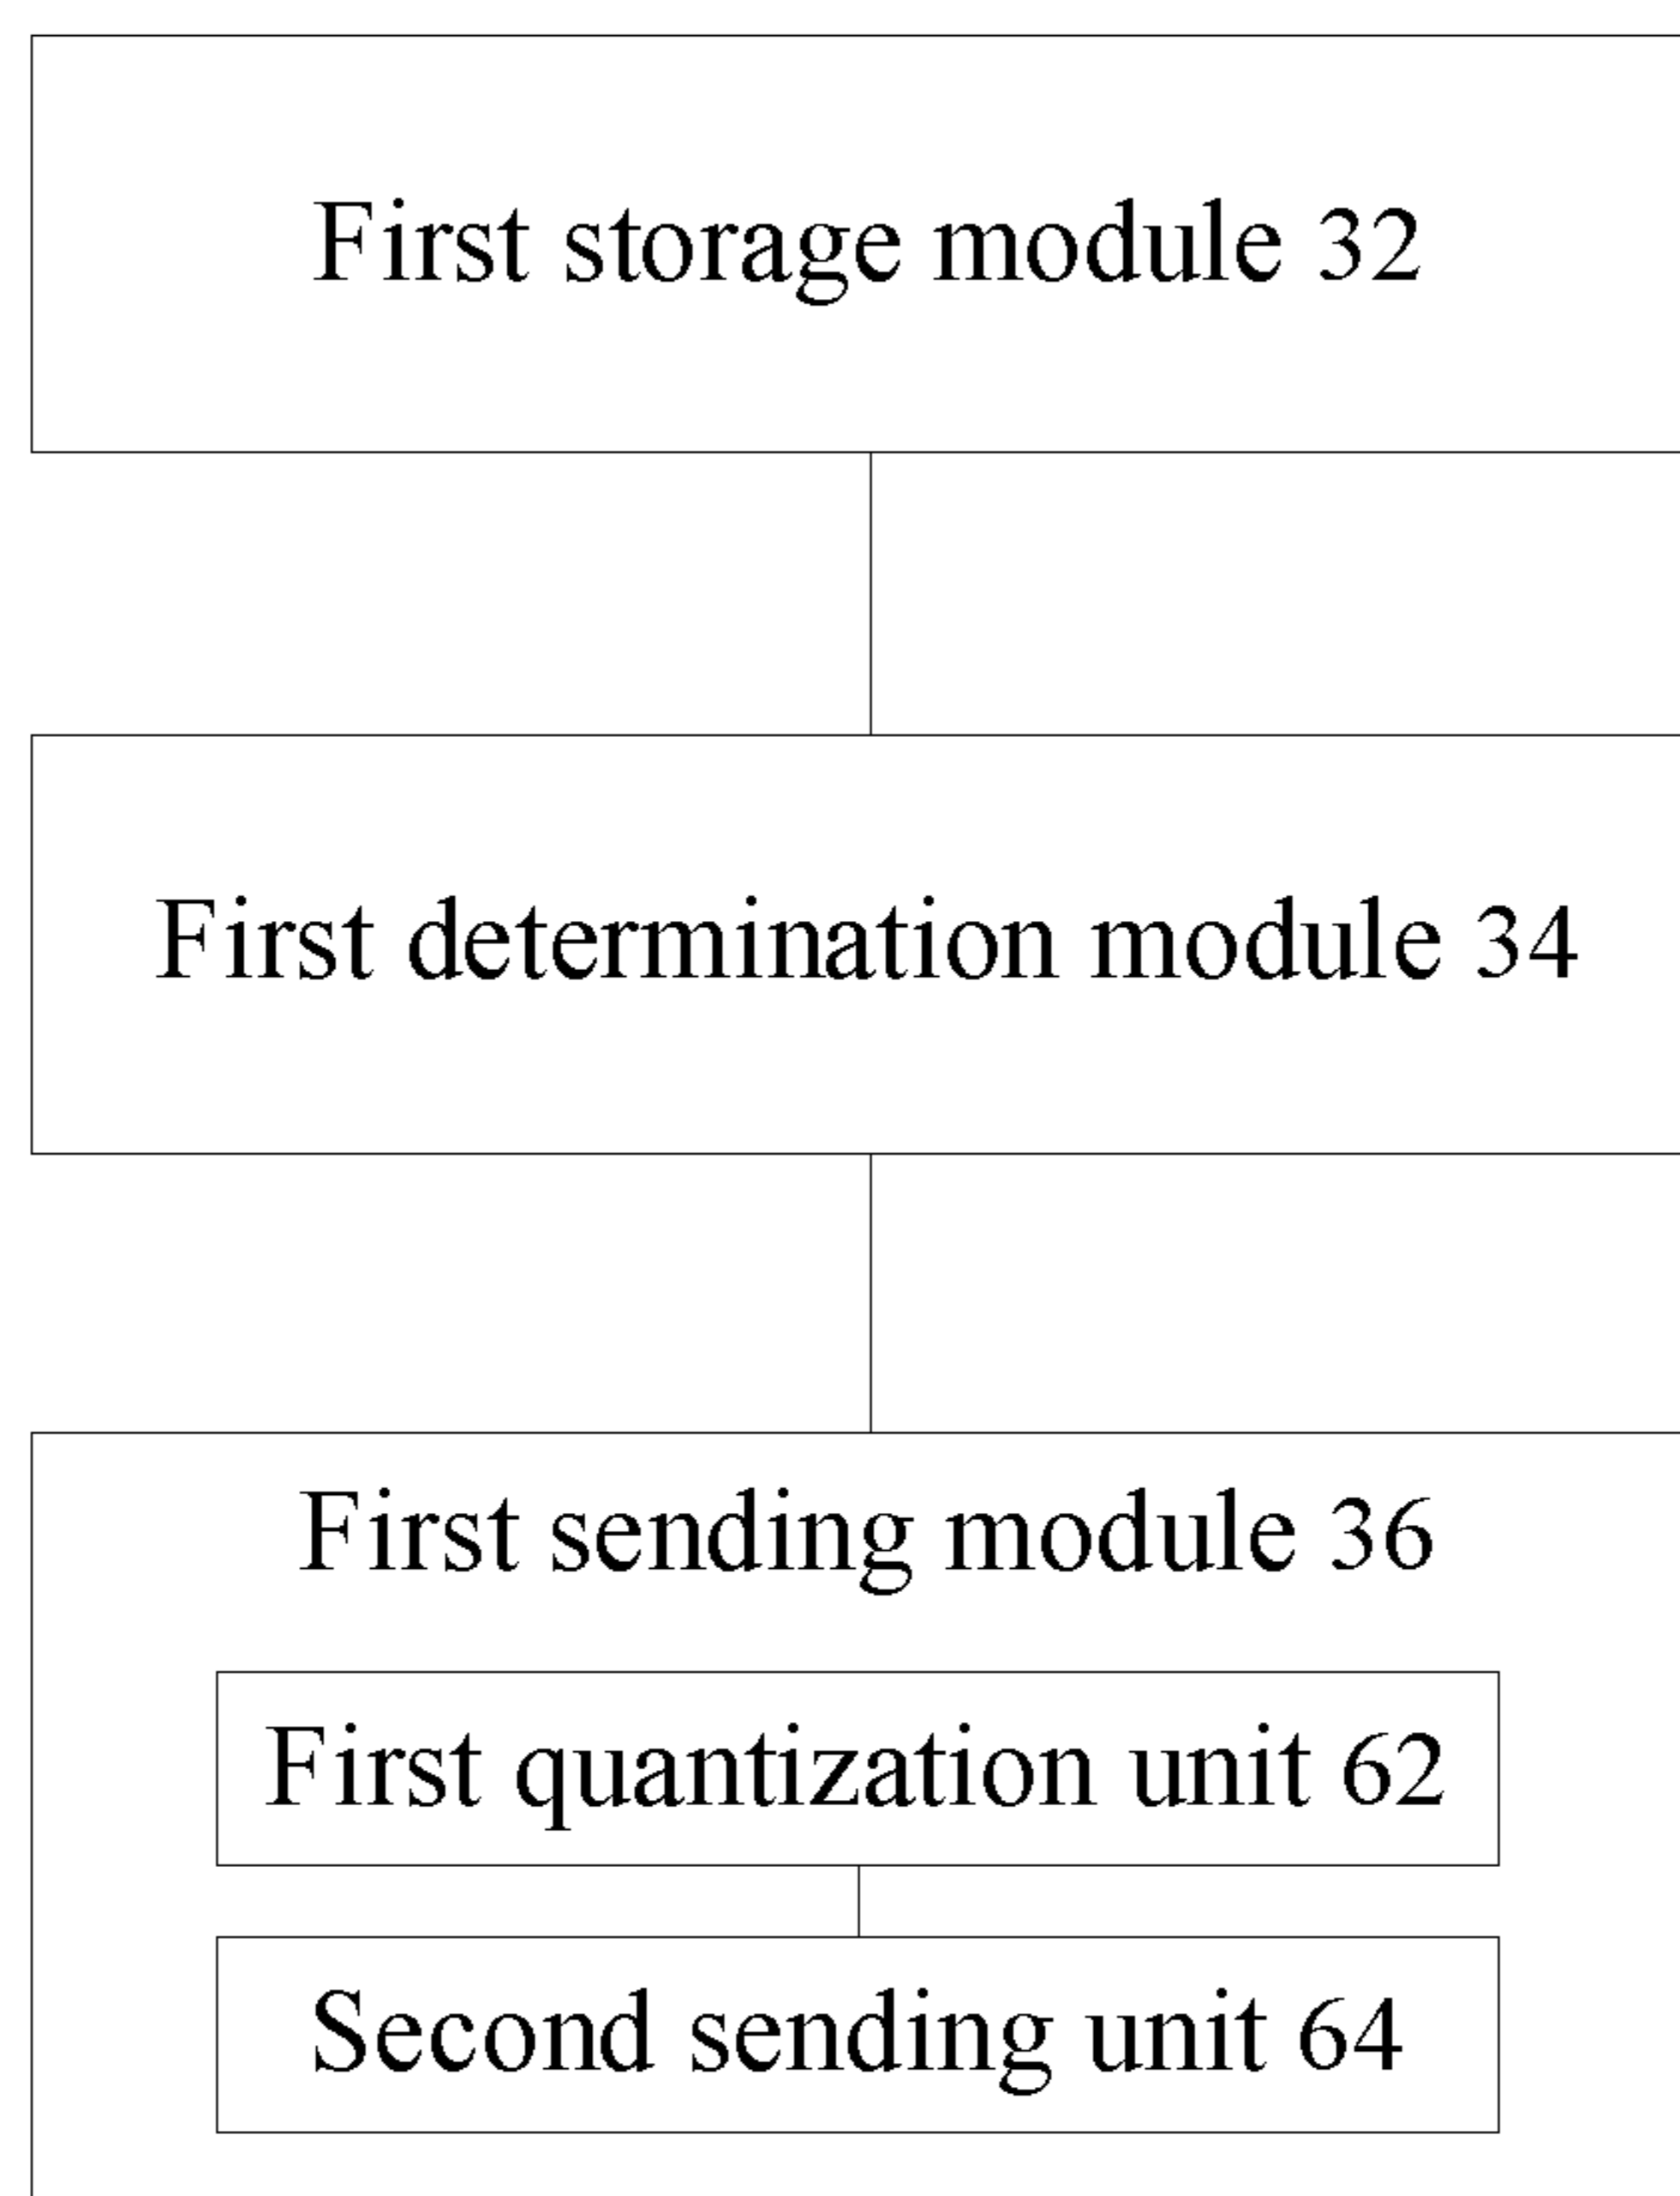 First storage module 32
First determination module 34
First sending module 36
First quantization unit 62
Second sending unit 64